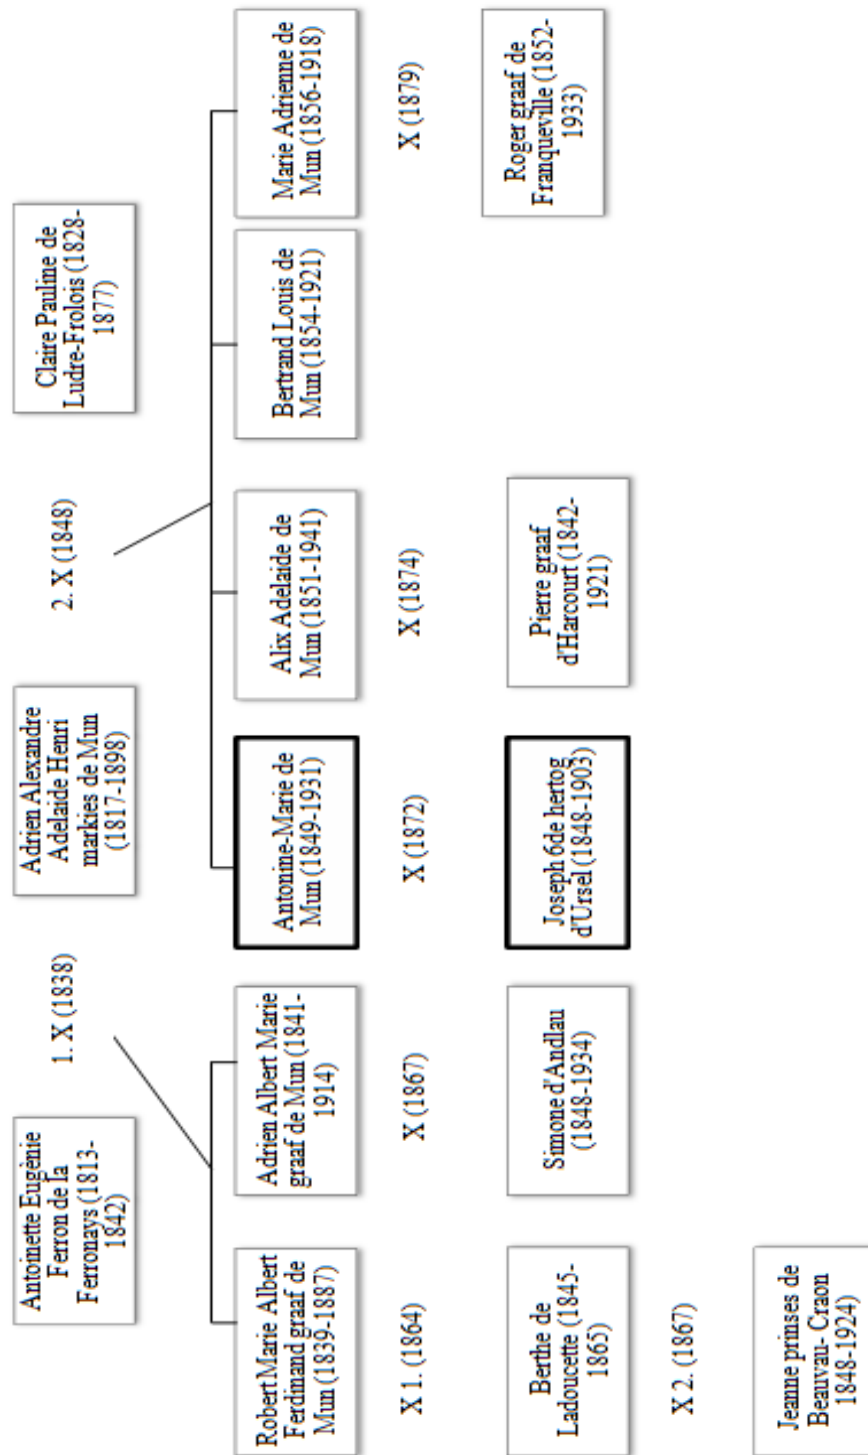 Antoinette Eugènie
Ferron de la
Ferronays (1813-
1842)
1. X (1838)
Adrien Alexandre
Adelaide Henri
markies de Mun
(1817-1898)
2. X (1848)
Claire Pauline de
Ludre-Frolois (1828-
1877)
Robert Marie Albert
Ferdinand graaf de
Mun (1839-1887)
Adrien Albert Marie
graaf de Mun (1841-
1914)
Antonine-Marie de
Mun (1849-1931)
Alix Adelaide de
Mun (1851-1941)
Bertrand Louis de
Mun (1854-1921)
Marie Adrienne de
Mun (1856-1918)
X 1. (1864)
X (1867)
X (1872)
X (1874)
X (1879)
Berthe de
Ladoucette (1845-
1865)
Simone d'Andlau
(1848-1934)
Joseph 6de hertog
d'Ursel (1848-1903)
Pierre graaf
d'Harcourt (1842-
1921)
Roger graaf de
Franqueville (1852-
1933)
X 2. (1867)
Jeanne prinses de
Beauvau- Craon
1848-1924)